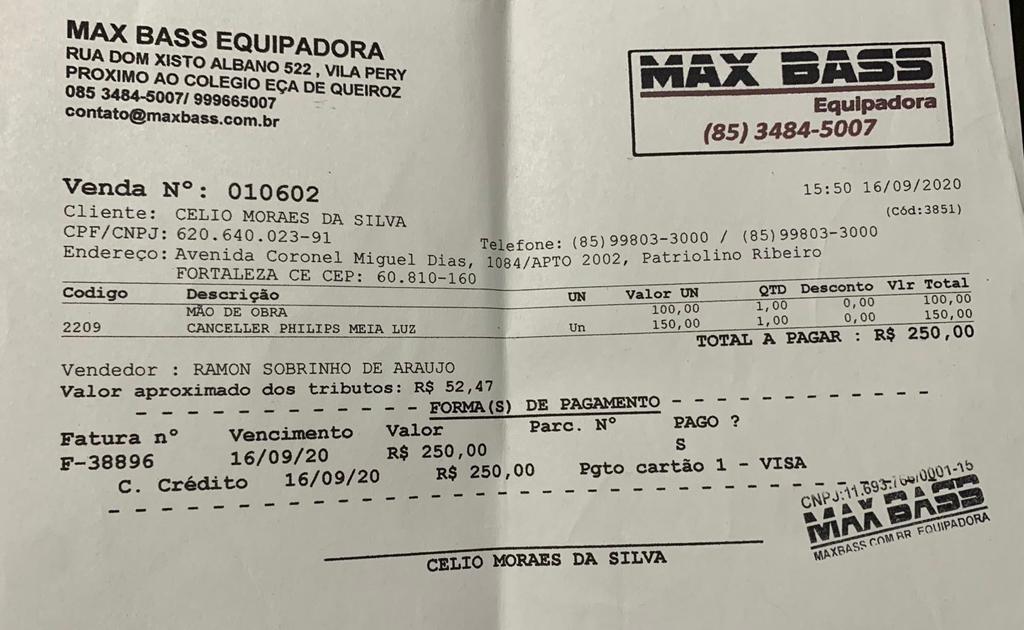 MAX BASS EQUIPADORA
RUA DOM XISTO ALBANO 522 , VILA PERY
PROXIMO AO COLEGIO EÇA DE QUEIROZ
085 3484-5007/ 999665007
contato@maxbass.com.br
MAX BASS
Equipadora
(85) 3484-5007
Venda Nº: 010602
15:50 16/09/2020
Cliente: CELIO MORAES DA SILVA
(Cód:3851)
CPF/CNPJ: 620.640.023-91 Telefone: (85)99803-3000 / (85)99803-3000
Endereço: Avenida Coronel Miguel Dias, 1084/APTO 2002, Patriolino Ribeiro
FORTALEZA CE CEP: 60.810-160
Codigo Descrição UN Valor UN QTD Desconto Vlr Total
MÃO DE OBRA 100,00 1,00 0,00 100,00
2209 CANCELLER PHILIPS MEIA LUZ Un 150,00 1,00 0,00 150,00
TOTAL A PAGAR : R$ 250,00
Vendedor : RAMON SOBRINHO DE ARAUJO
Valor aproximado dos tributos: R$ 52,47
FORMA(S) DE PAGAMENTO
Fatura nº Vencimento Valor Parc. Nº PAGO ?
F-38896 16/09/20 R$ 250,00 S
C. Crédito 16/09/20 R$ 250,00 Pgto cartão 1 - VISA
CNPJ:11.693. /0001-15
MAX BASS
MAXBASS.COM.BR EQUIPADORA
CELIO MORAES DA SILVA